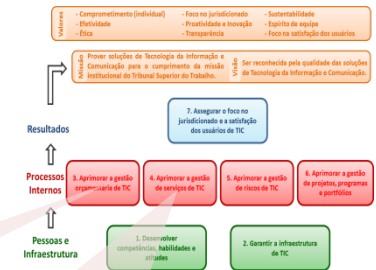 Valores
- Comprometimento (individual) - Foco no jurisdicionado - Sustentabilidade
- Efetividade - Proatividade e Inovação - Espírito de equipe
- Ética - Transparência - Foco na satisfação dos usuários
Missão
Prover soluções de Tecnologia da Informação e
Comunicação para o cumprimento da missão
institucional do Tribunal Superior do Trabalho.
Visão
Ser reconhecida pela qualidade das soluções
de Tecnologia da Informação e Comunicação.
Resultados
7. Assegurar o foco no
jurisdicionado e a satisfação
dos usuários de TIC
Processos
Internos
3. Aprimorar a gestão
orçamentária de TIC
4. Aprimorar a gestão
de serviços de TIC
5. Aprimorar a gestão
de riscos de TIC
6. Aprimorar a gestão
de projetos, programas
e portfólios
Pessoas e
Infraestrutura
1. Desenvolver
competências, habilidades e
atitudes
2. Garantir a infraestrutura
de TIC